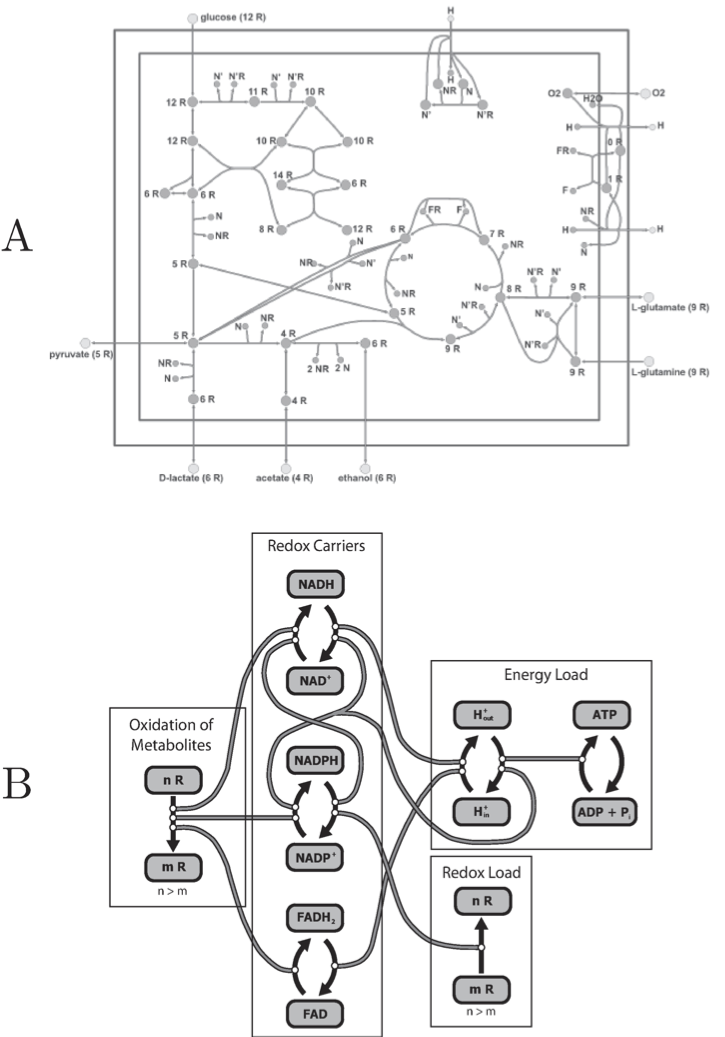 glucose (12 R)
H
N' N'R N' N'R
12 R 11 R 10 R
H
NR N
N' N'R
O2 O2
H2O
H H
0 R
FR
1 R
F
NR
H H
N
12 R 10 R 10 R
14 R 6 R
6 R 6 R
8 R 12 R
N
NR
5 R
FR F
6 R 7 R
N
NR N'
N'R
N
NR
NR
N
5 R
8 R
N'R N'
9 R
L-glutamate (9 R)
N'R
N'
9 R
N'
N'R
9 R
L-glutamine (9 R)
A
pyruvate (5 R)
5 R
N NR
4 R
2 NR 2 N
6 R
NR
N
6 R
4 R
D-lactate (6 R) acetate (4 R) ethanol (6 R)
B
Redox Carriers
NADH
NAD⁺
NADPH
NADP⁺
FADH₂
FAD
Oxidation of
Metabolites
n R
m R
n > m
Energy Load
H⁺out ATP
H⁺in ADP + Pi
Redox Load
n R
m R
n > m